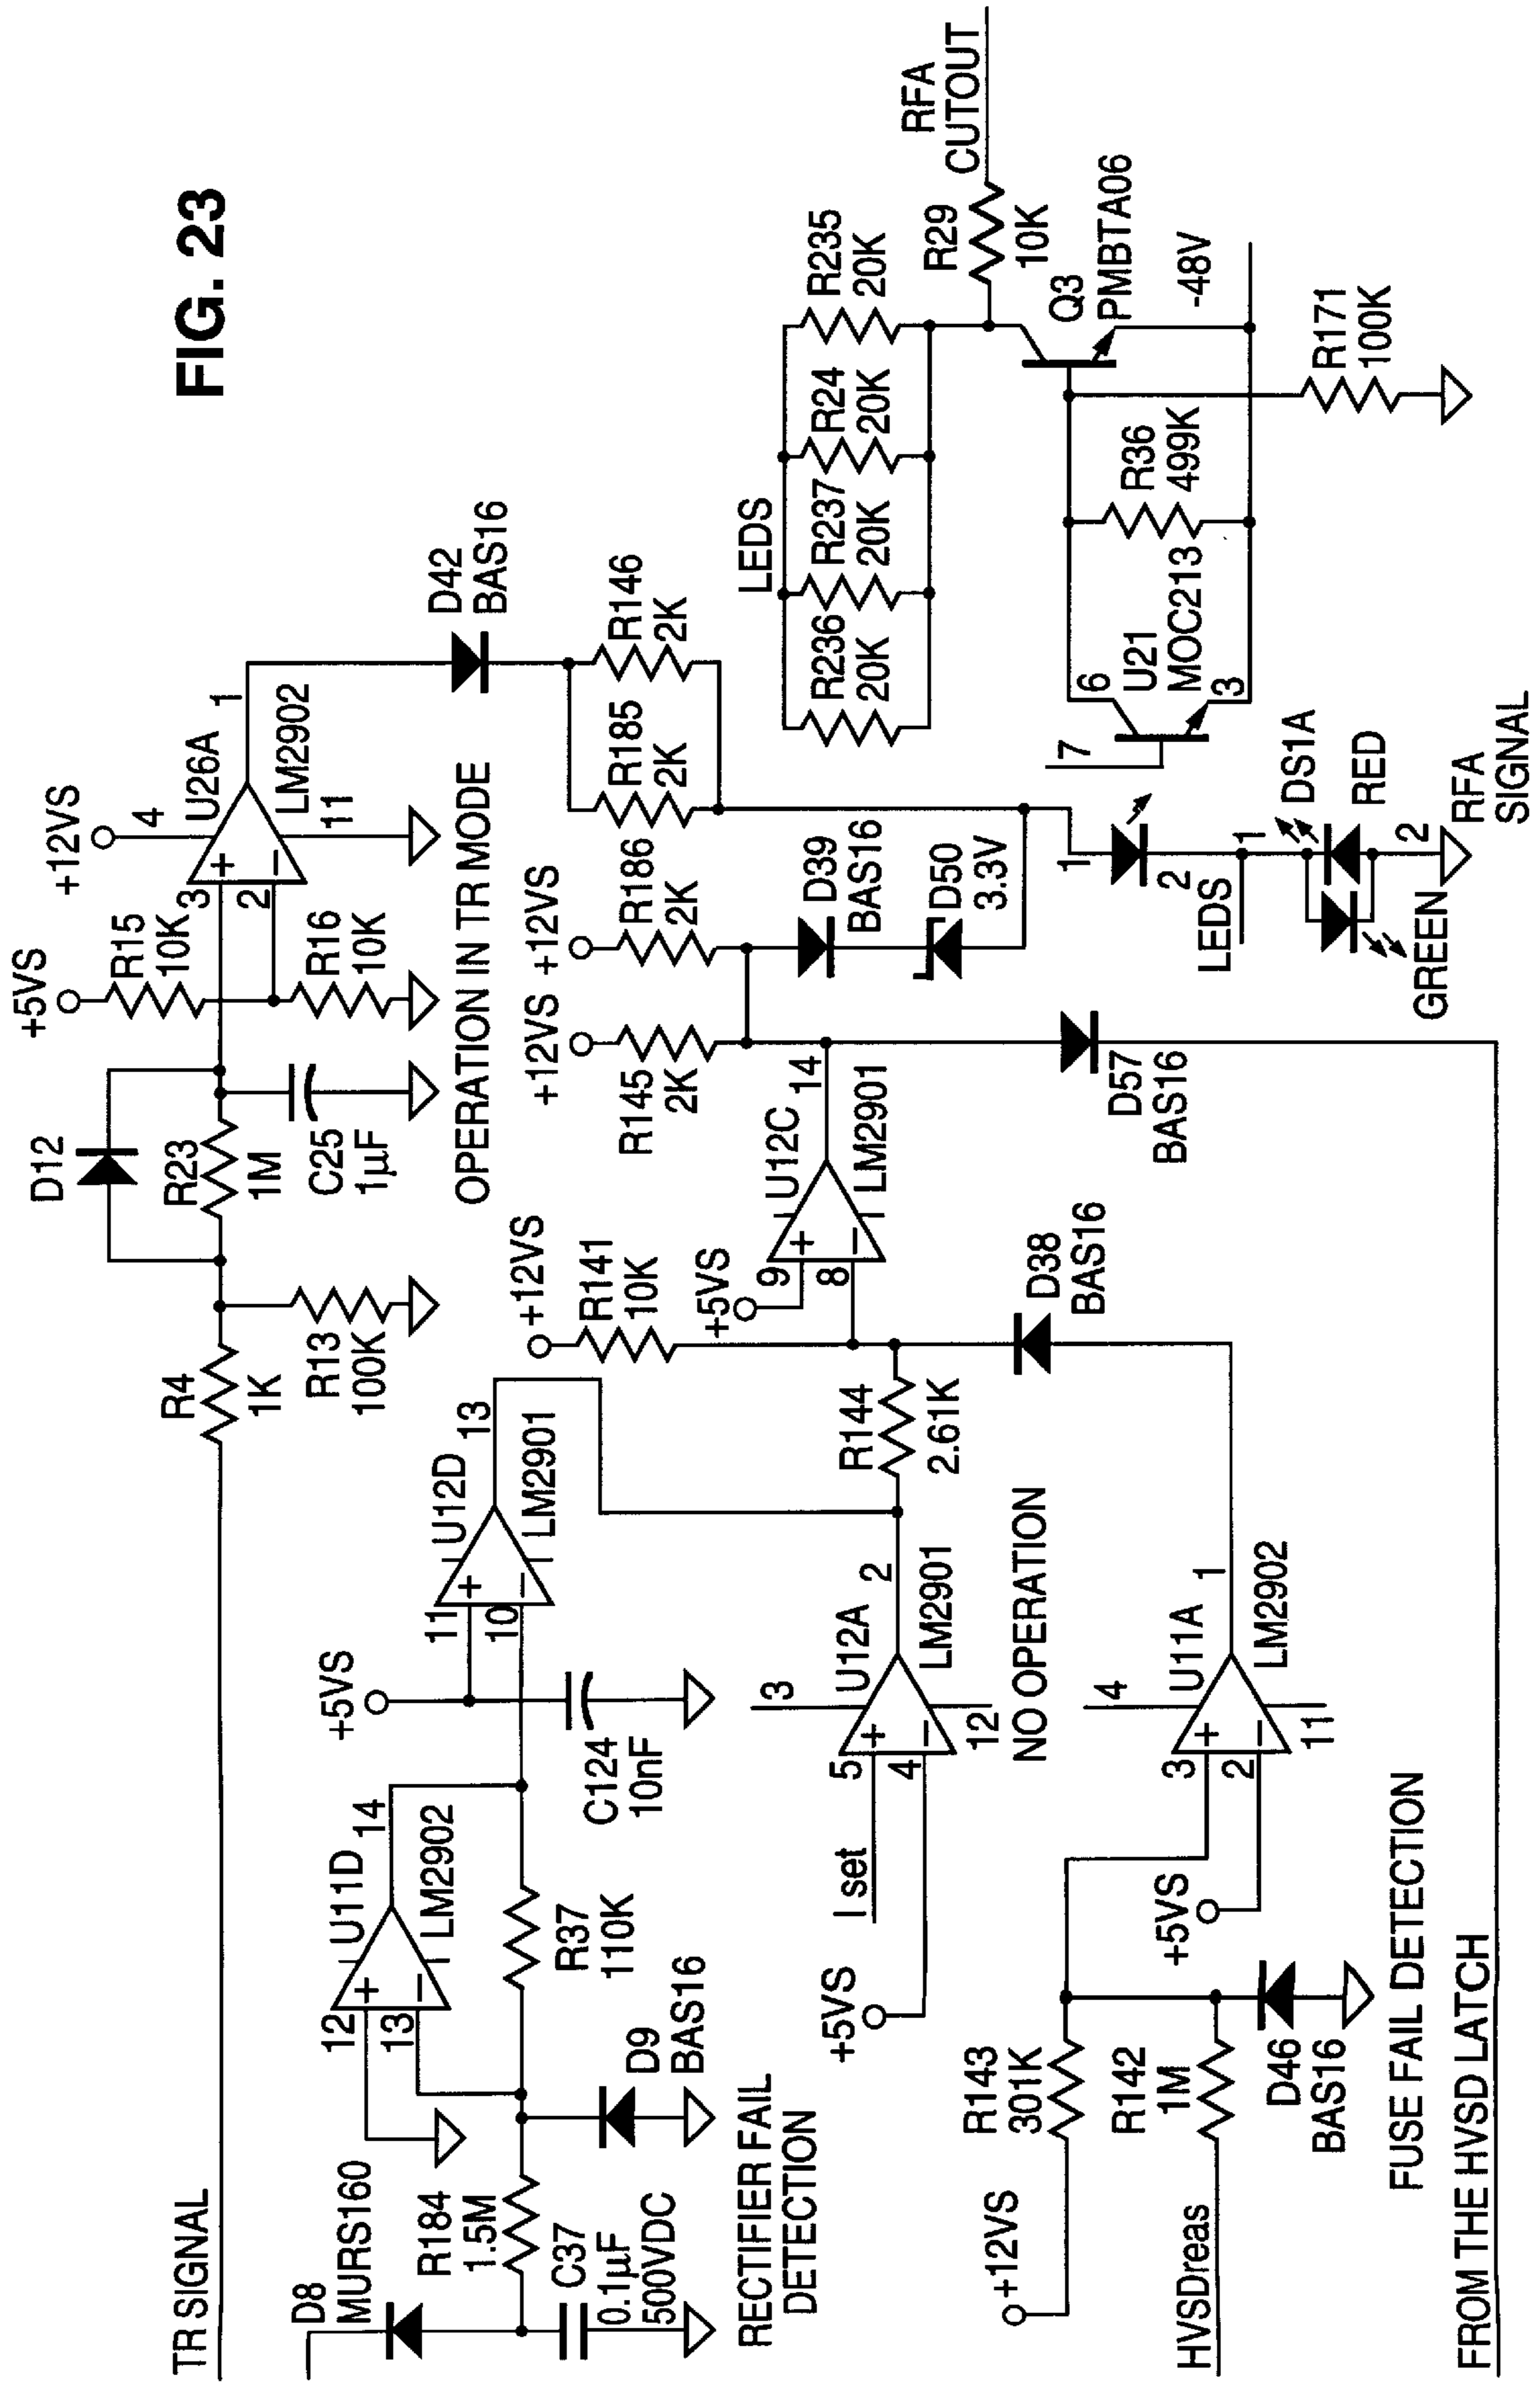 FIG. 23
TR SIGNAL
R4
1K
R13
100K
D12
R23
1M
C25
1µF
+5VS
R15
10K
R16
10K
+12VS
4
3
+
2
−
U26A
LM2902
11
1
OPERATION IN TR MODE
D42
BAS16
R185
2K
R146
2K
D8
MURS160
R184
1.5M
C37
0.1µF
500VDC
RECTIFIER FAIL
DETECTION
D9
BAS16
12
+
13
−
U11D
LM2902
14
R37
110K
+5VS
C124
10nF
11
+
10
−
U12D
LM2901
13
I set
+5VS
5
+
4
−
3
12
U12A
LM2901
2
NO OPERATION
R144
2.61K
+12VS
R141
10K
+5VS
9
+
8
−
U12C
LM2901
14
+12VS
R145
2K
+12VS
R186
2K
D39
BAS16
D50
3.3V
D57
BAS16
D38
BAS16
+12VS
R143
301K
HVSDreas
R142
1M
D46
BAS16
+5VS
3
+
2
−
4
11
U11A
LM2902
1
FUSE FAIL DETECTION
FROM THE HVSD LATCH
LEDS
R236
20K
R237
20K
R24
20K
R235
20K
R29
10K
RFA
CUTOUT
Q3
PMBTA06
-48V
R171
100K
R36
499K
7
6
U21
MOC213
3
1
2
LEDS
1
DS1A
RED
GREEN
2
RFA
SIGNAL